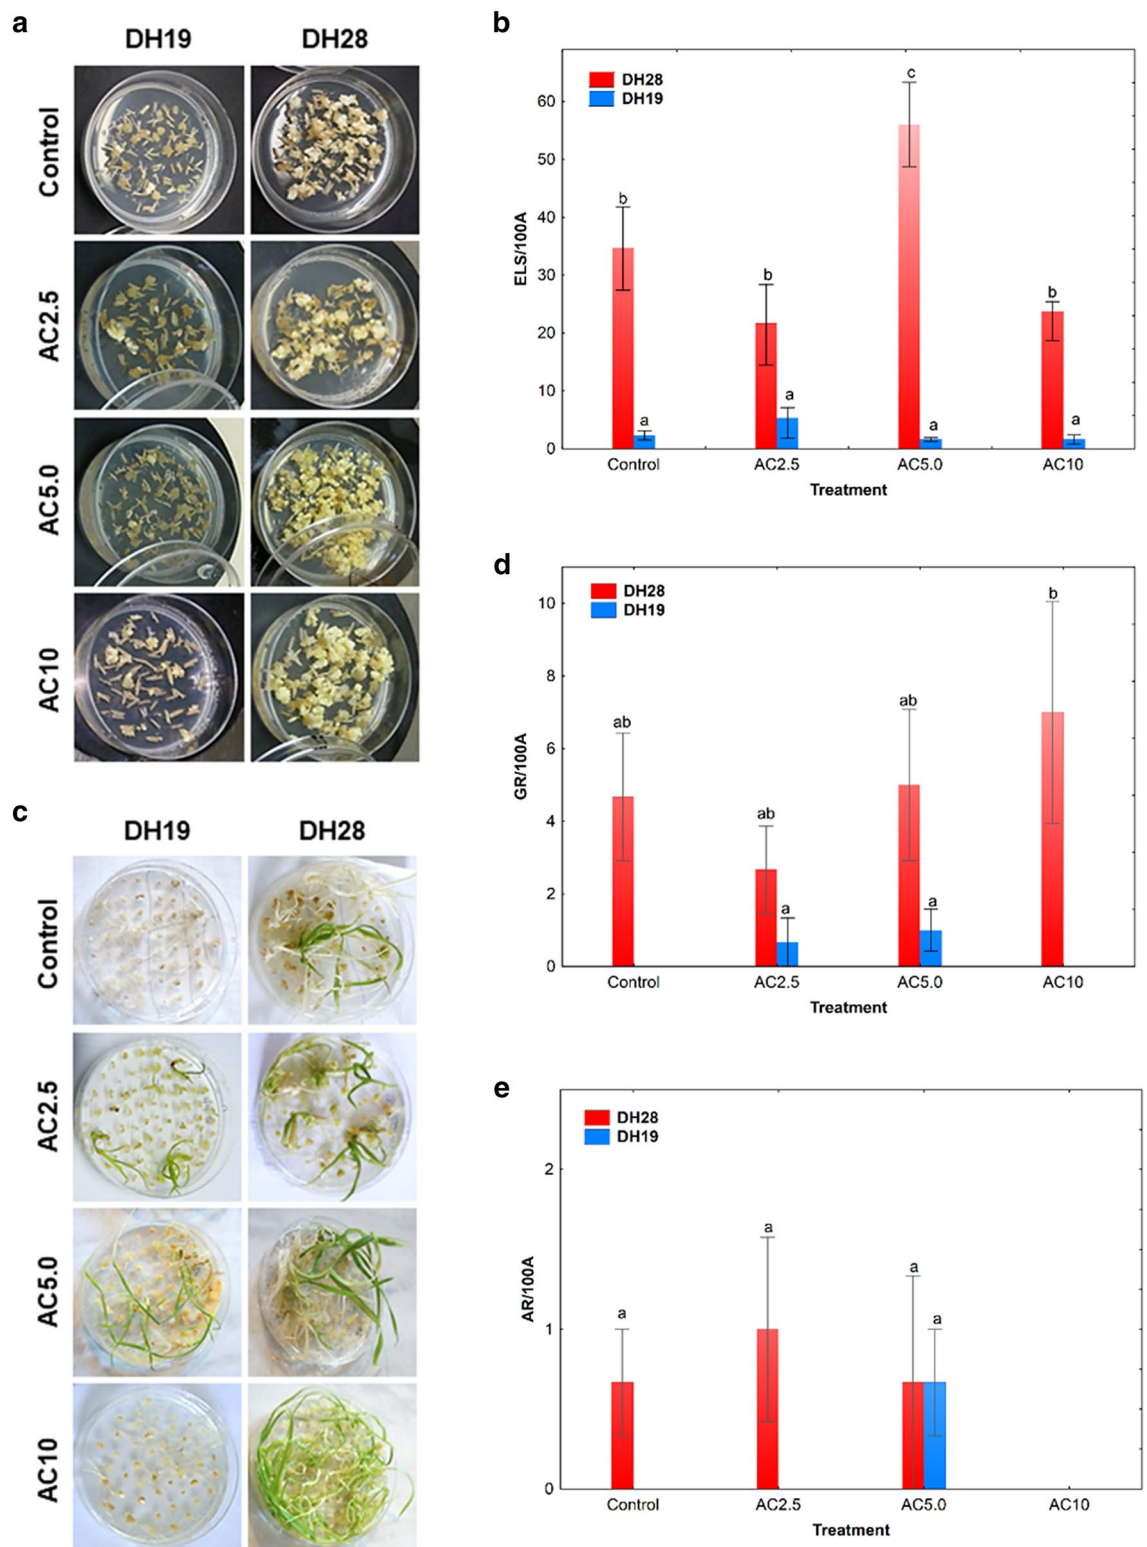 a
DH19 DH28
Control
AC2.5
AC5.0
AC10
b
DH28
DH19
ELS/100A
60
50
40
30
20
10
0
b
a
b
a
c
a
b
a
Control AC2.5 AC5.0 AC10
Treatment
c
DH19 DH28
Control
AC2.5
AC5.0
AC10
d
DH28
DH19
GR/100A
10
8
6
4
2
0
ab
ab
a
ab
a
b
Control AC2.5 AC5.0 AC10
Treatment
e
DH28
DH19
AR/100A
2
1
0
a
a
a
a
Control AC2.5 AC5.0 AC10
Treatment